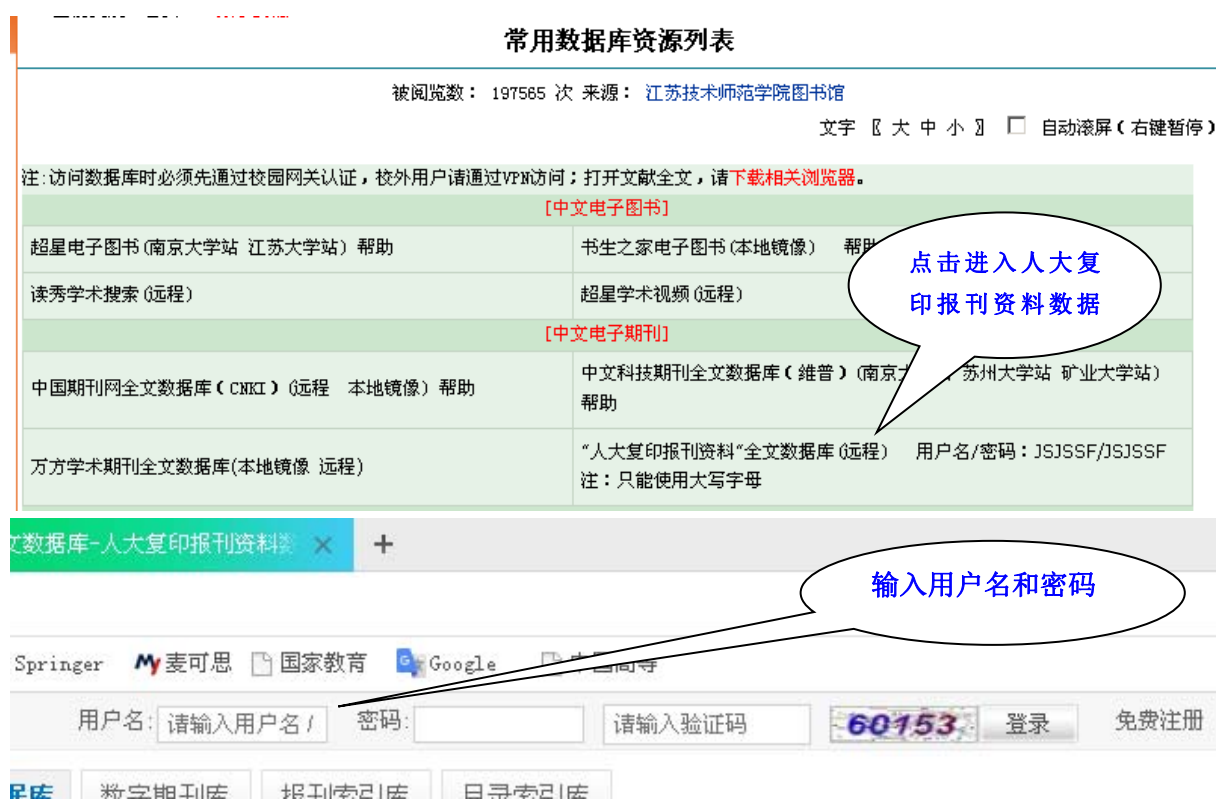 常用数据库资源列表
被阅览数： 197565 次 来源： 江苏技术师范学院图书馆
文字 〖 大 中 小 〗 自动滚屏(右键暂停)
注:访问数据库时必须先通过校园网关认证，校外用户请通过VPN访问；打开文献全文，请下载相关浏览器。
[中文电子图书]
超星电子图书(南京大学站 江苏大学站) 帮助
书生之家电子图书(本地镜像) 帮助
读秀学术搜索(远程)
超星学术视频(远程)
点击进入人大复
印报刊资料数据
[中文电子期刊]
中国期刊网全文数据库(CNKI)(远程 本地镜像) 帮助
中文科技期刊全文数据库(维普)(南京 苏州大学站 矿业大学站)
帮助
万方学术期刊全文数据库(本地镜像 远程)
“人大复印报刊资料“全文数据库(远程) 用户名/密码：JSJSSF/JSJSSF
注：只能使用大写字母
文数据库-人大复印报刊资料数 × +
输入用户名和密码
Springer My麦可思 国家教育 Google 中国高等
用户名: 请输入用户名/ 密码: 请输入验证码 60153 登录 免费注册
据库 数字期刊库 报刊索引库 目录索引库